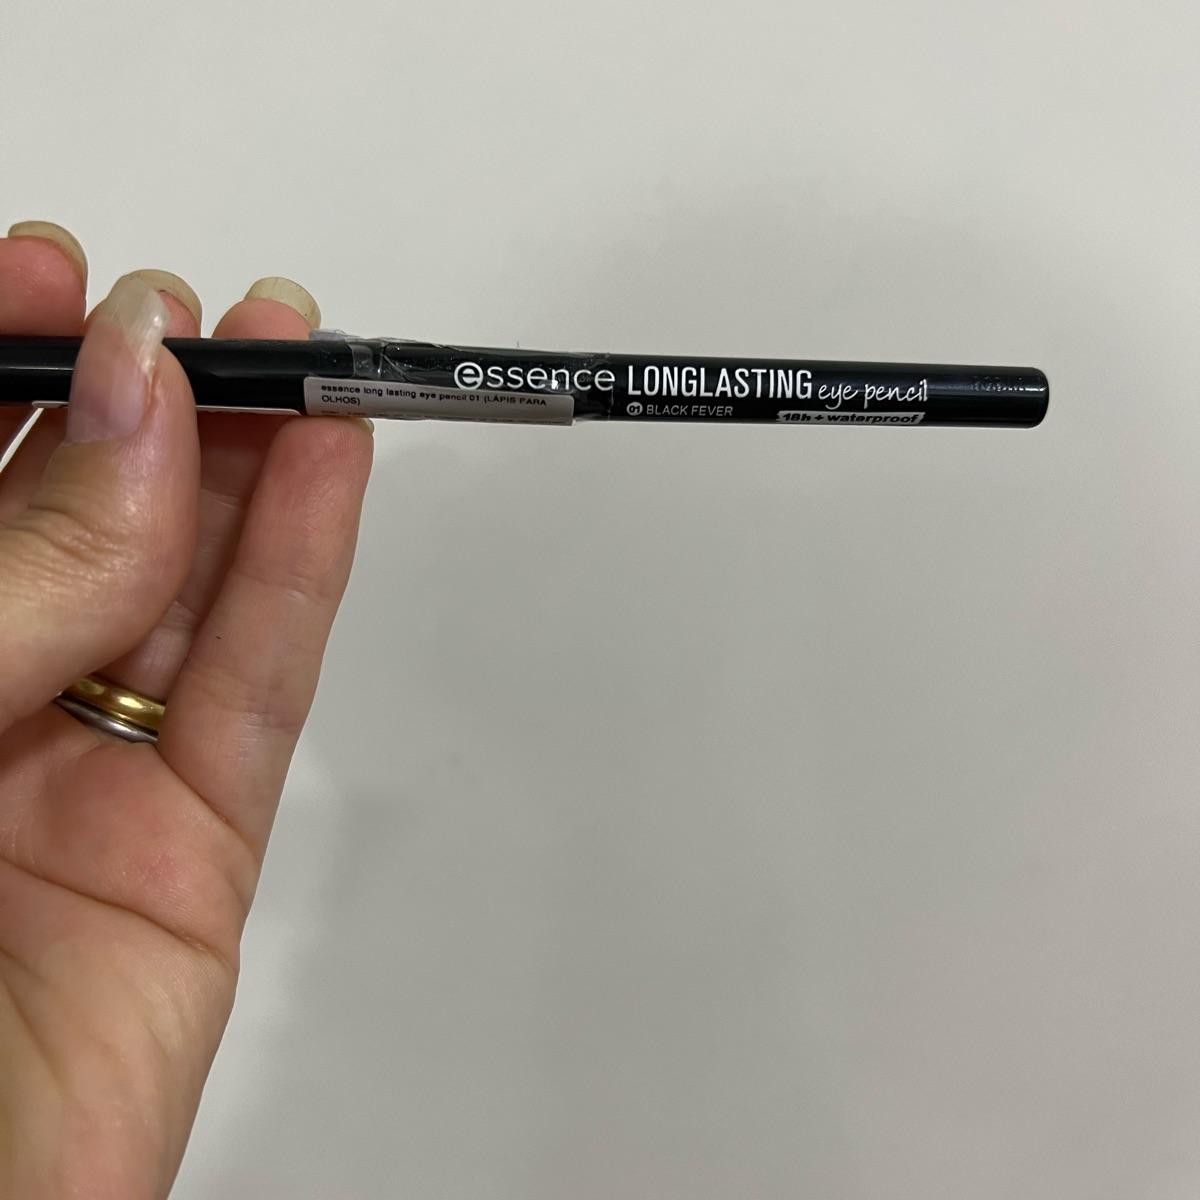 essence LONGLASTING eye pencil
01 BLACK FEVER
18h + waterproof
essence long lasting eye pencil 01 (LÁPIS PARA
OLHOS)